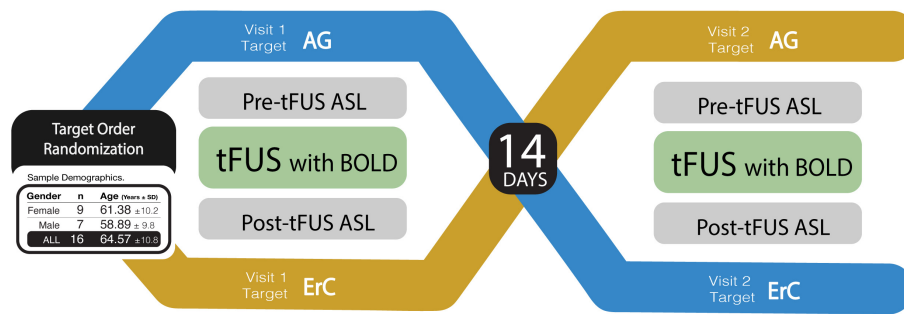 Visit 1
Target AG
Visit 2
Target AG
Pre-tFUS ASL
Pre-tFUS ASL
Target Order
Randomization
tFUS with BOLD
14
DAYS
tFUS with BOLD
Sample Demographics.
Gender n Age (Years ± SD)
Female 9 61.38 ±10.2
Male 7 58.89 ± 9.8
ALL 16 64.57 ±10.8
Post-tFUS ASL
Post-tFUS ASL
Visit 1
Target ErC
Visit 2
Target ErC